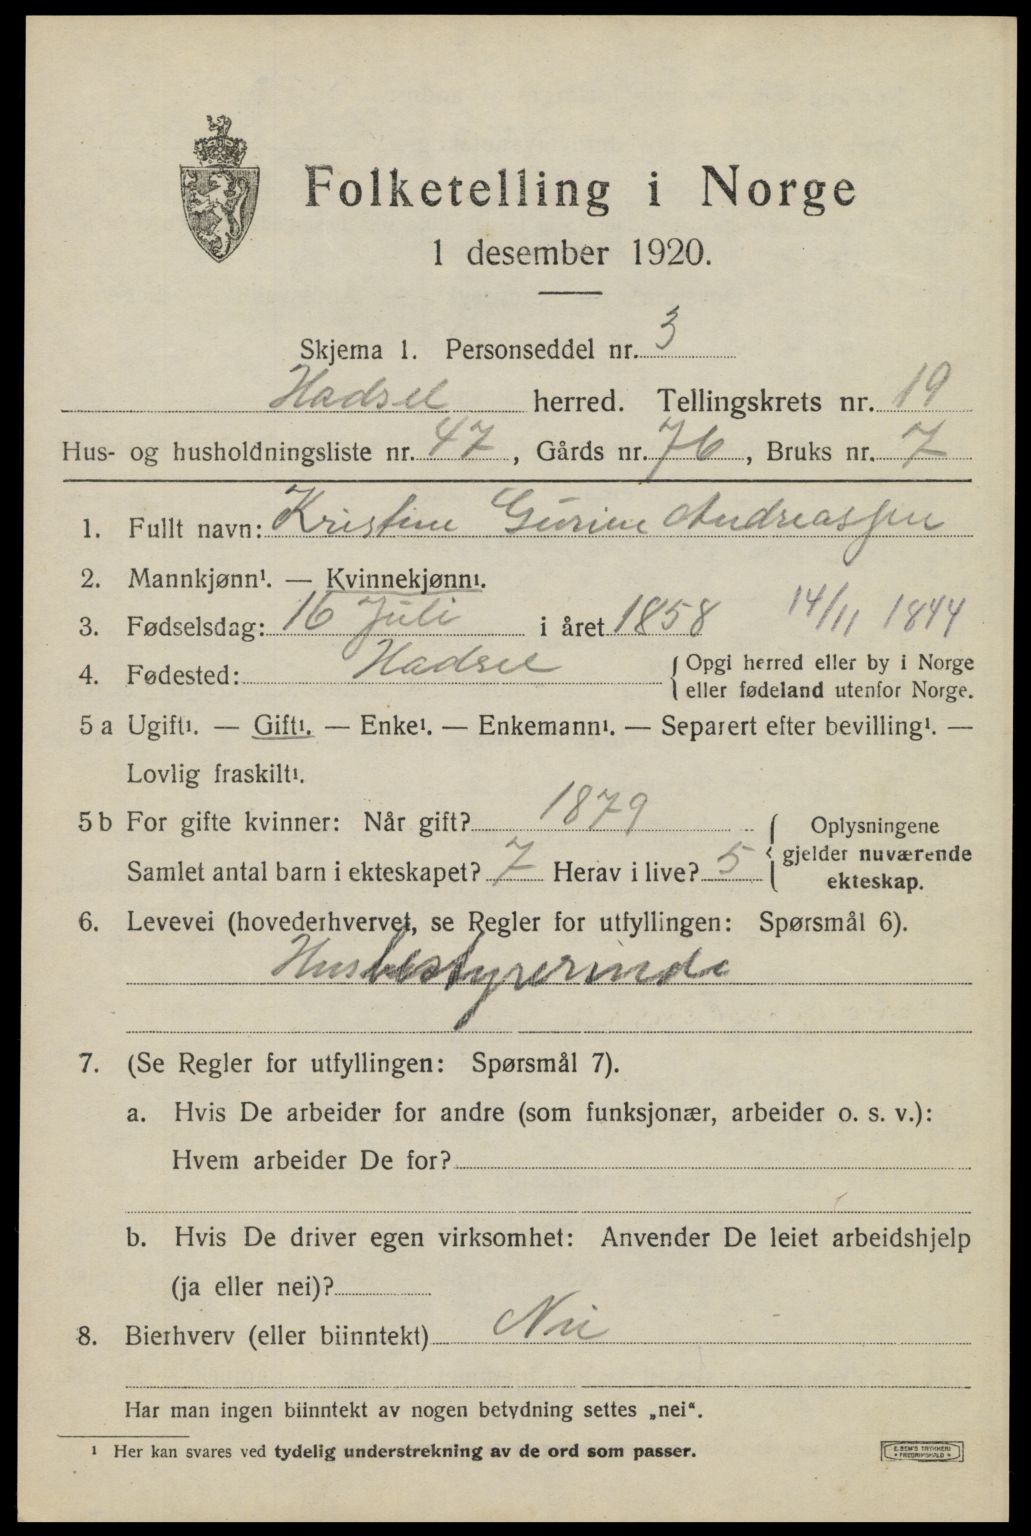 Folketelling i Norge
1 desember 1920.
Skjema 1. Personseddel nr. 3
Hadsel herred. Tellingskrets nr. 19
Hus- og husholdningsliste nr. 47, Gårds nr. 76, Bruks nr. 7
1. Fullt navn: Kristine Gurine Andreassen
2. Mannkjønn¹. — Kvinnekjønn¹.
3. Fødselsdag: 16 Juli i året 1858 14/11 1844
4. Fødested: Hadsel { Opgi herred eller by i Norge
eller fødeland utenfor Norge.
5 a Ugift¹. — Gift¹. — Enke¹. — Enkemann¹. — Separert efter bevilling¹. —
Lovlig fraskilt¹.
5 b For gifte kvinner: Når gift? 1879
Samlet antal barn i ekteskapet? 7 Herav i live? 5
{ Oplysningene
gjelder nuværende
ekteskap.
6. Levevei (hovederhvervet, se Regler for utfyllingen: Spørsmål 6).
Husbestyrerinde
7. (Se Regler for utfyllingen: Spørsmål 7).
a. Hvis De arbeider for andre (som funksjonær, arbeider o. s. v.):
Hvem arbeider De for?
b. Hvis De driver egen virksomhet: Anvender De leiet arbeidshjelp
(ja eller nei)?
8. Bierhverv (eller biinntekt) Nei
Har man ingen biinntekt av nogen betydning settes „nei“.
¹ Her kan svares ved tydelig understrekning av de ord som passer.
E. SEM'S TRYKKERI
FREDRIKSHALD